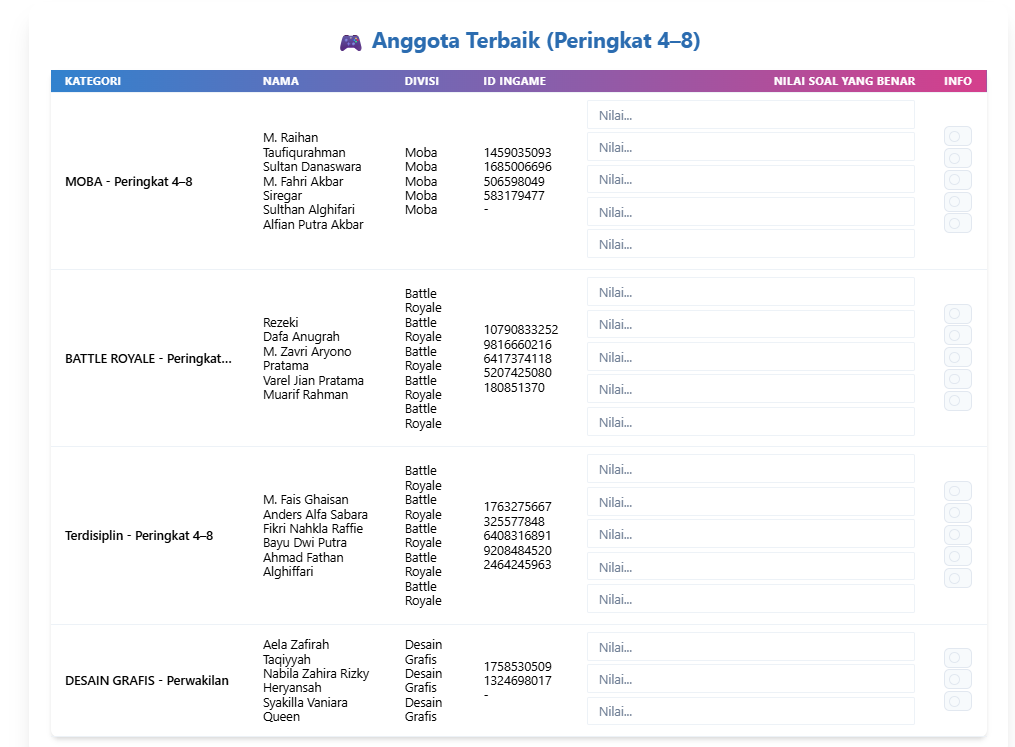 🎮 Anggota Terbaik (Peringkat 4–8)
KATEGORI NAMA DIVISI ID INGAME NILAI SOAL YANG BENAR INFO
MOBA - Peringkat 4–8
M. Raihan
Taufiqurahman
Sultan Danaswara
M. Fahri Akbar
Siregar
Sulthan Alghifari
Alfian Putra Akbar
Moba
Moba
Moba
Moba
Moba
1459035093
1685006696
506598049
583179477
-
Nilai...
Nilai...
Nilai...
Nilai...
Nilai...
BATTLE ROYALE - Peringkat...
Rezeki
Dafa Anugrah
M. Zavri Aryono
Pratama
Varel Jian Pratama
Muarif Rahman
Battle
Royale
Battle
Royale
Battle
Royale
Battle
Royale
Battle
Royale
10790833252
9816660216
6417374118
5207425080
180851370
Nilai...
Nilai...
Nilai...
Nilai...
Nilai...
Terdisiplin - Peringkat 4–8
M. Fais Ghaisan
Anders Alfa Sabara
Fikri Nahkla Raffie
Bayu Dwi Putra
Ahmad Fathan
Alghiffari
Battle
Royale
Battle
Royale
Battle
Royale
Battle
Royale
Battle
Royale
1763275667
325577848
6408316891
9208484520
2464245963
Nilai...
Nilai...
Nilai...
Nilai...
Nilai...
DESAIN GRAFIS - Perwakilan
Aela Zafirah
Taqiyyah
Nabila Zahira Rizky
Heryansah
Syakilla Vaniara
Queen
Desain
Grafis
Desain
Grafis
Desain
Grafis
1758530509
1324698017
-
Nilai...
Nilai...
Nilai...